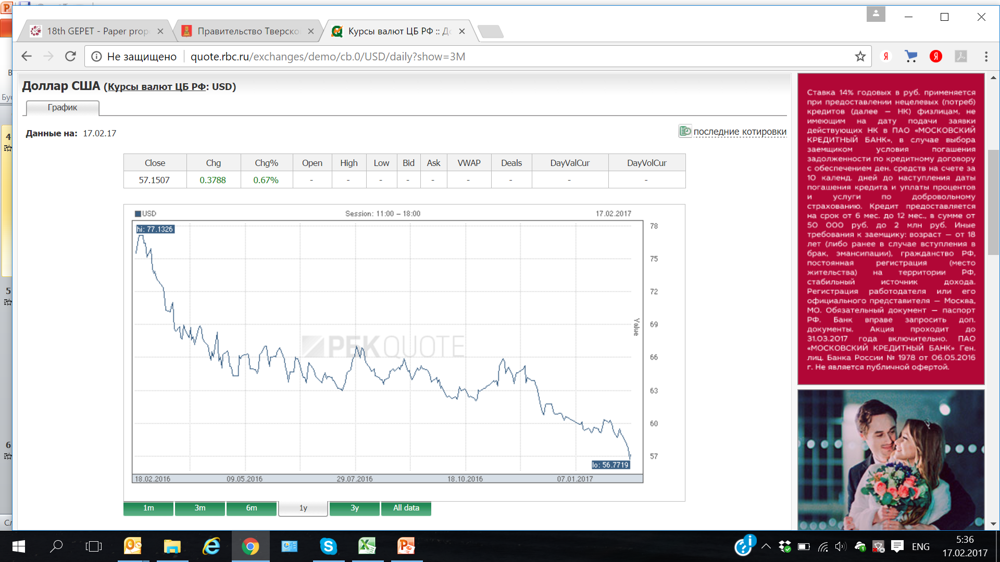 18th GEPET - Paper prop
Правительство Тверско
Курсы валют ЦБ РФ :: До
Не защищено
quote.rbc.ru/exchanges/demo/cb.0/USD/daily?show=3M
Доллар США (Курсы валют ЦБ РФ: USD)
График
Данные на: 17.02.17
последние котировки
Close Chg Chg% Open High Low Bid Ask VWAP Deals DayValCur DayVolCur
57.1507 0.3788 0.67% - - - - - - - - -
USD Session: 11:00 – 18:00 17.02.2017
hi: 77.1326
78
75
72
69
66
63
60
57
Value
РБК QUOTE
lo: 56.7719
18.02.2016 09.05.2016 29.07.2016 18.10.2016 07.01.2017
1m 3m 6m 1y 3y All data
Ставка 14% годовых в руб. применяется
при предоставлении нецелевых (потреб)
кредитов (далее — НК) физлицам, не
имеющим на дату подачи заявки
действующих НК в ПАО «МОСКОВСКИЙ
КРЕДИТНЫЙ БАНК», в случае выбора
заемщиком условия погашения
задолженности по кредитному договору
с обеспечением ден. средств на счете за
10 календ. дней до наступления даты
погашения кредита и уплаты процентов
и услуги по добровольному
страхованию. Кредит предоставляется
на срок от 6 мес. до 12 мес., в сумме от
50 000 руб. до 2 млн руб. Иные
требования к заемщику: возраст — от 18
лет (либо ранее в случае вступления в
брак, эмансипации), гражданство РФ,
постоянная регистрация (место
жительства) на территории РФ,
стабильный источник дохода.
Регистрация работодателя или его
официального представителя — Москва,
МО. Обязательный документ — паспорт
РФ. Банк вправе запросить доп.
документы. Акция проходит до
31.03.2017 года включительно. ПАО
«МОСКОВСКИЙ КРЕДИТНЫЙ БАНК» Ген.
лиц. Банка России № 1978 от 06.05.2016
г. Не является публичной офертой.
4
5
6
ENG
5:36
17.02.2017